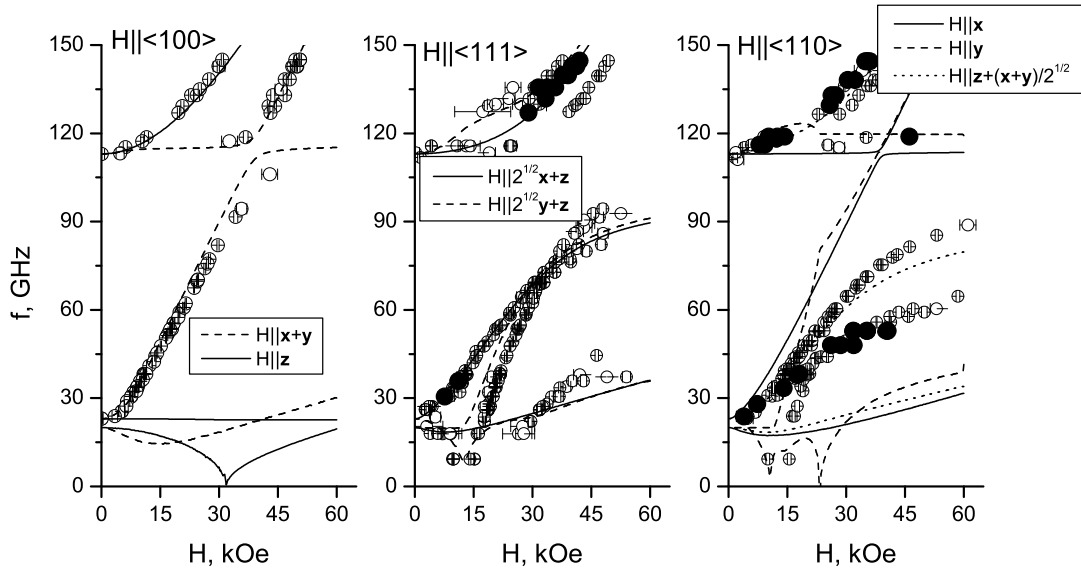 H||<100>
H||<111>
H||<110>
H||x
H||y
H||z+(x+y)/2^1/2
150
120
90
60
30
0
f, GHz
H||x+y
H||z
0 15 30 45 60
H, kOe
150
120
90
60
30
0
H||2^1/2x+z
H||2^1/2y+z
0 15 30 45 60
H, kOe
150
120
90
60
30
0
0 15 30 45 60
H, kOe